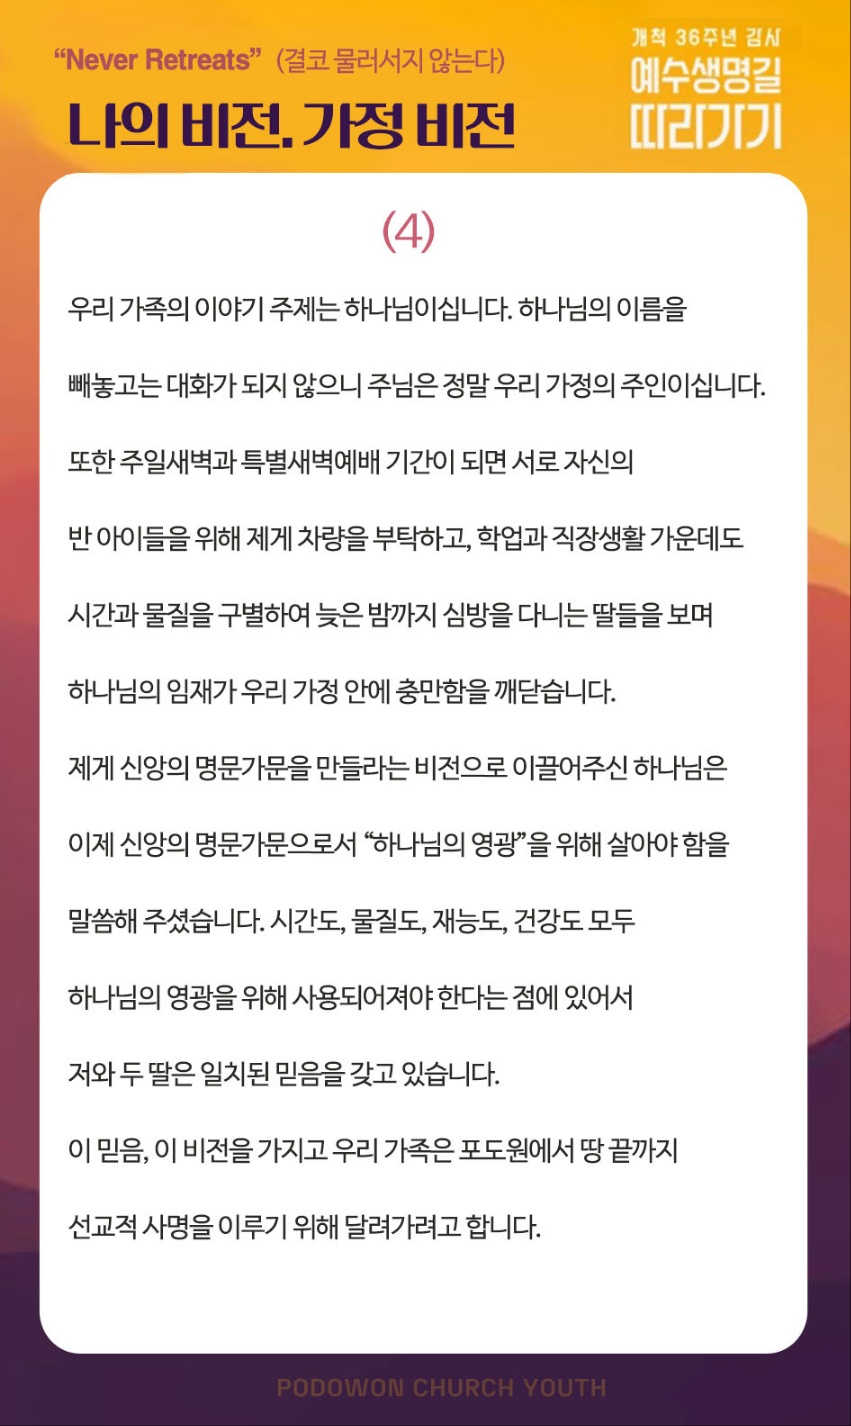 “Never Retreats” (결코 물러서지 않는다)
나의 비전. 가정 비전
개척 36주년 감사
예수생명길
따라가기
(4)
우리 가족의 이야기 주제는 하나님이십니다. 하나님의 이름을
빼놓고는 대화가 되지 않으니 주님은 정말 우리 가정의 주인이십니다.
또한 주일새벽과 특별새벽예배 기간이 되면 서로 자신의
반 아이들을 위해 제게 차량을 부탁하고, 학업과 직장생활 가운데도
시간과 물질을 구별하여 늦은 밤까지 심방을 다니는 딸들을 보며
하나님의 임재가 우리 가정 안에 충만함을 깨닫습니다.
제게 신앙의 명문가문을 만들라는 비전으로 이끌어주신 하나님은
이제 신앙의 명문가문으로서 “하나님의 영광”을 위해 살아야 함을
말씀해 주셨습니다. 시간도, 물질도, 재능도, 건강도 모두
하나님의 영광을 위해 사용되어져야 한다는 점에 있어서
저와 두 딸은 일치된 믿음을 갖고 있습니다.
이 믿음, 이 비전을 가지고 우리 가족은 포도원에서 땅 끝까지
선교적 사명을 이루기 위해 달려가려고 합니다.
PODOWON CHURCH YOUTH